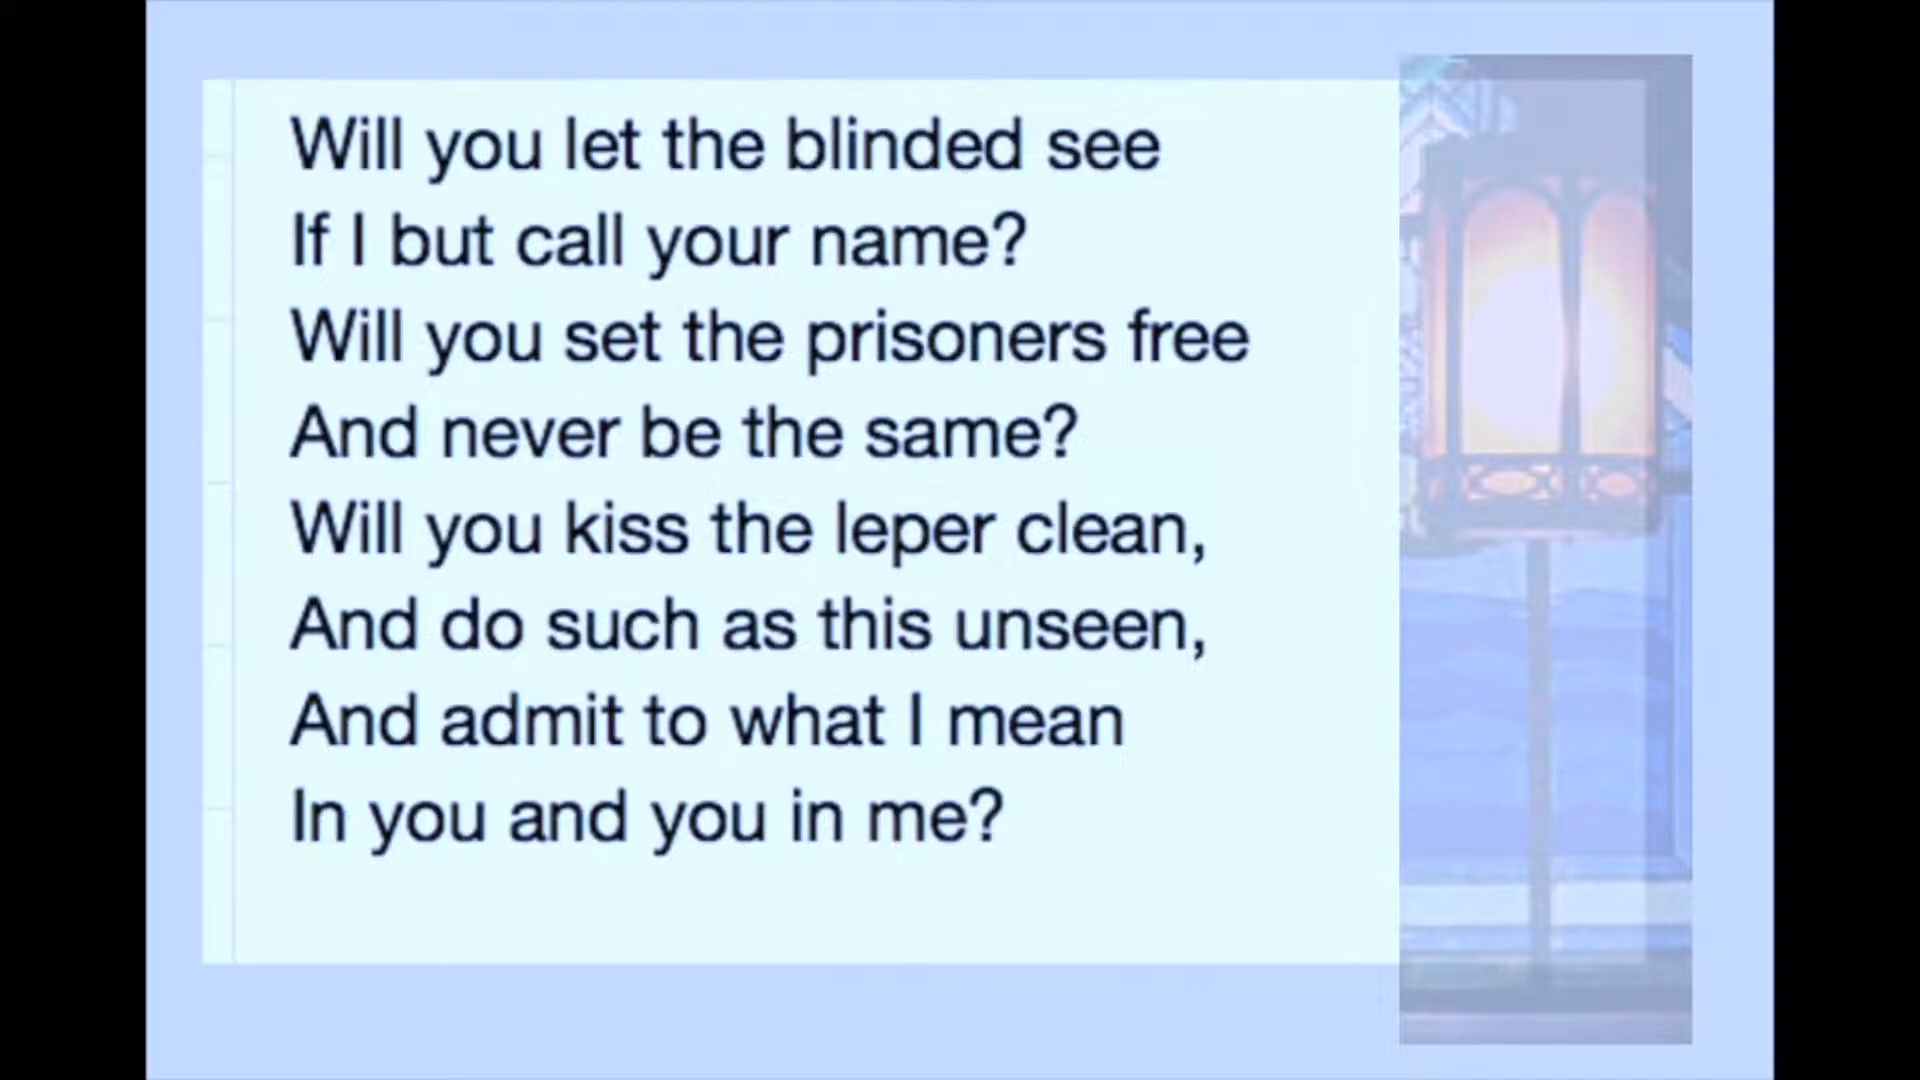 Will you let the blinded see
If I but call your name?
Will you set the prisoners free
And never be the same?
Will you kiss the leper clean,
And do such as this unseen,
And admit to what I mean
In you and you in me?